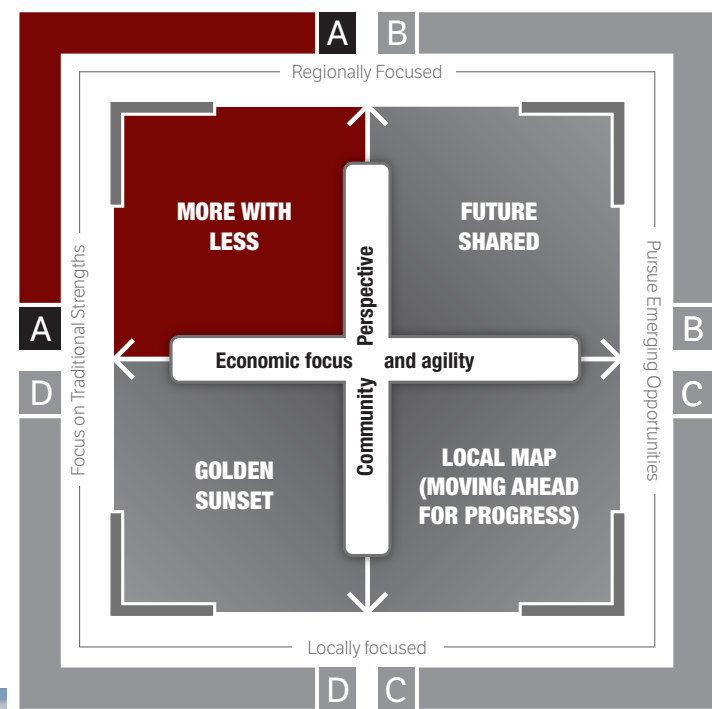 A B
Regionally Focused
MORE WITH
LESS
FUTURE
SHARED
Focus on Traditional Strengths
Pursue Emerging Opportunities
Community Perspective
A
B
Economic focus and agility
D
C
GOLDEN
SUNSET
LOCAL MAP
(MOVING AHEAD
FOR PROGRESS)
Locally focused
D C